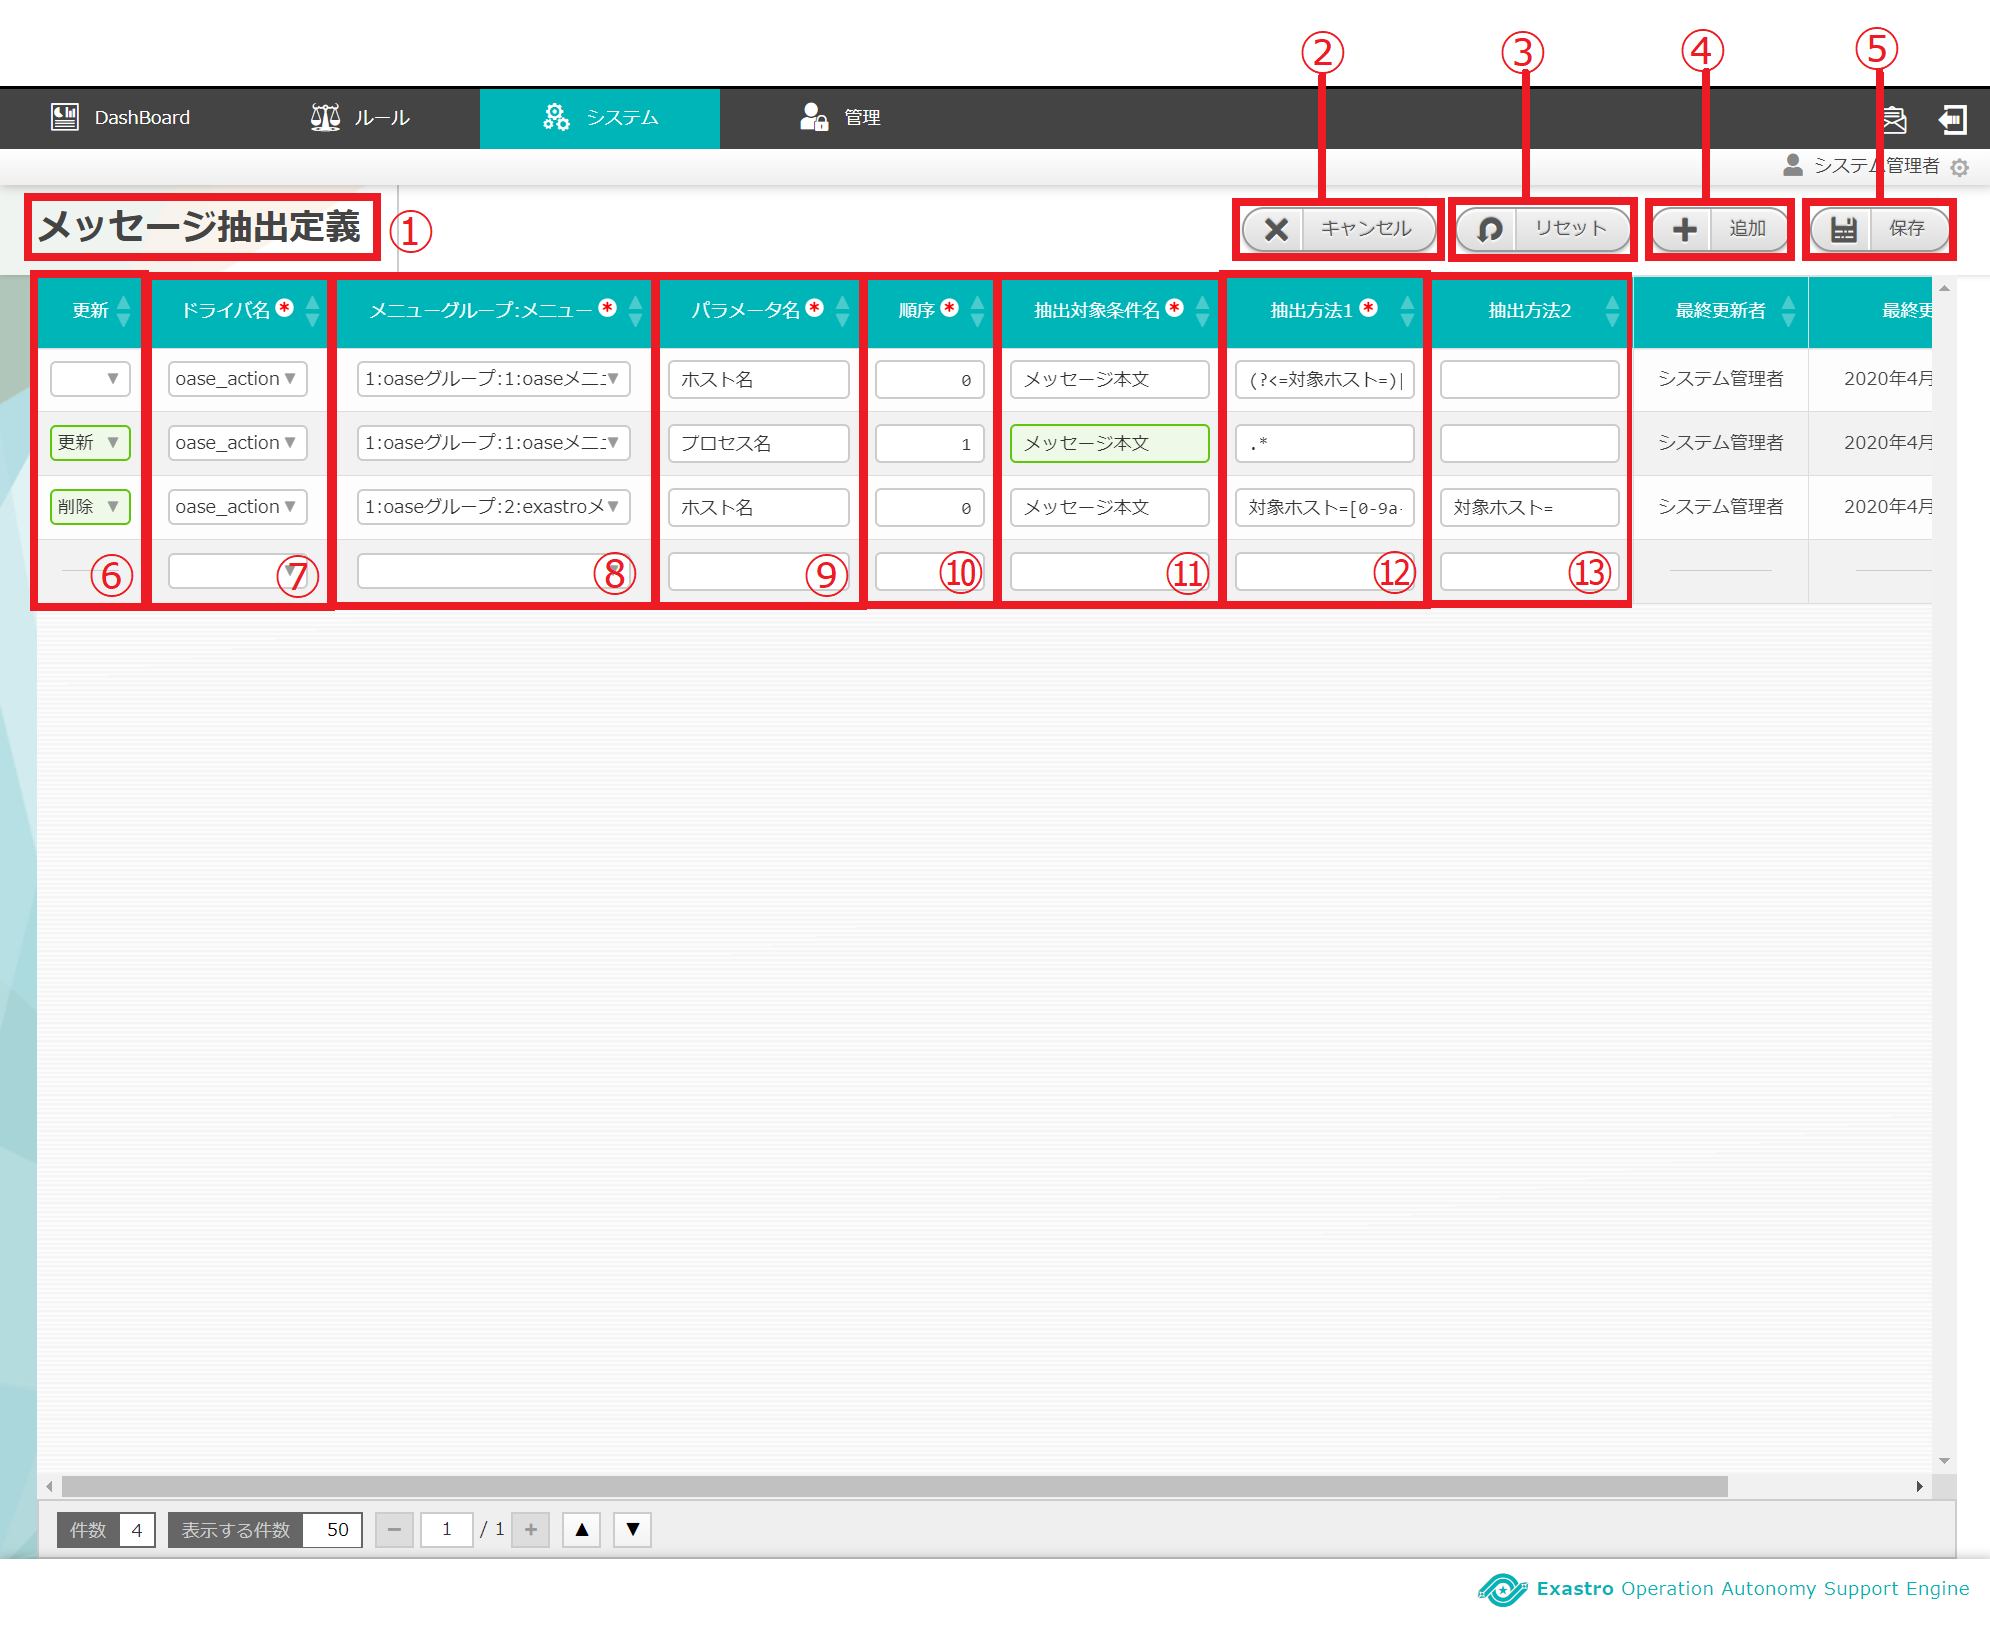 ② ③ ④ ⑤
DashBoard ルール システム 管理
システム管理者
メッセージ抽出定義 ① キャンセル リセット 追加 保存
更新 ドライバ名 * メニューグループ:メニュー * パラメータ名 * 順序 * 抽出対象条件名 * 抽出方法1 * 抽出方法2 最終更新者 最終更
oase_action 1:oaseグループ:1:oaseメニ ホスト名 0 メッセージ本文 (?<=対象ホスト=)| システム管理者 2020年4月
更新 oase_action 1:oaseグループ:1:oaseメニ プロセス名 1 メッセージ本文 .* システム管理者 2020年4月
削除 oase_action 1:oaseグループ:2:exastroメ ホスト名 0 メッセージ本文 対象ホスト=[0-9a- 対象ホスト= システム管理者 2020年4月
⑥ ⑦ ⑧ ⑨ ⑩ ⑪ ⑫ ⑬
件数 4 表示する件数 50 − 1 / 1 + ▲ ▼
Exastro Operation Autonomy Support Engine